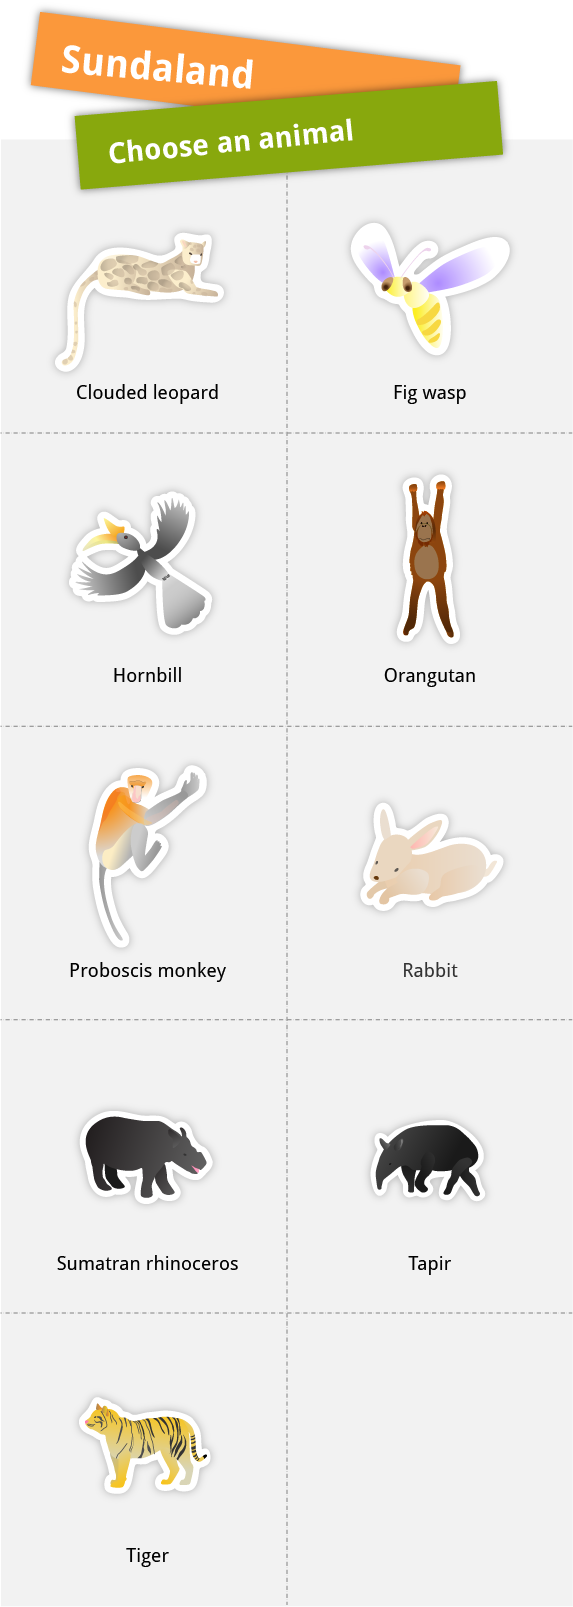 Sundaland
Choose an animal
Clouded leopard
Fig wasp
Hornbill
Orangutan
Proboscis monkey
Rabbit
Sumatran rhinoceros
Tapir
Tiger